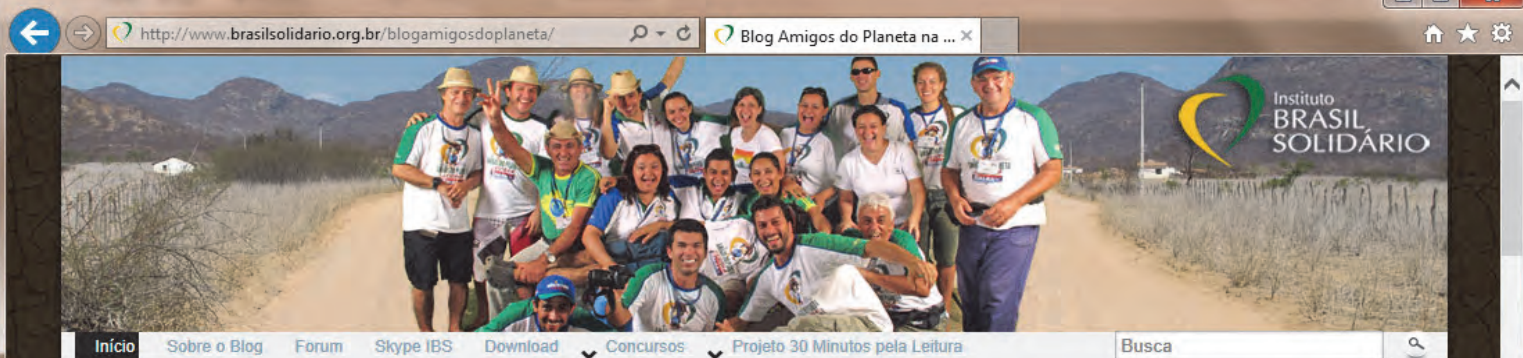 http://www.brasilsolidario.org.br/blogamigosdoplaneta/
Blog Amigos do Planeta na ...
Instituto
BRASIL
SOLIDÁRIO
Início Sobre o Blog Forum Skype IBS Download Concursos Projeto 30 Minutos pela Leitura Busca